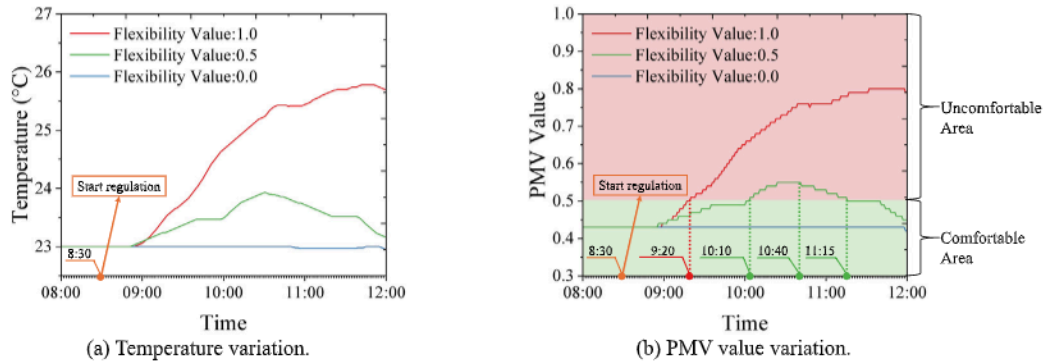 27
26
25
24
23
Temperature (°C)
Flexibility Value:1.0
Flexibility Value:0.5
Flexibility Value:0.0
Start regulation
8:30
08:00 09:00 10:00 11:00 12:00
Time
(a) Temperature variation.
1.0
0.9
0.8
0.7
0.6
0.5
0.4
0.3
PMV Value
Flexibility Value:1.0
Flexibility Value:0.5
Flexibility Value:0.0
Start regulation
8:30 9:20 10:10 10:40 11:15
08:00 09:00 10:00 11:00 12:00
Time
(b) PMV value variation.
Uncomfortable
Area
Comfortable
Area